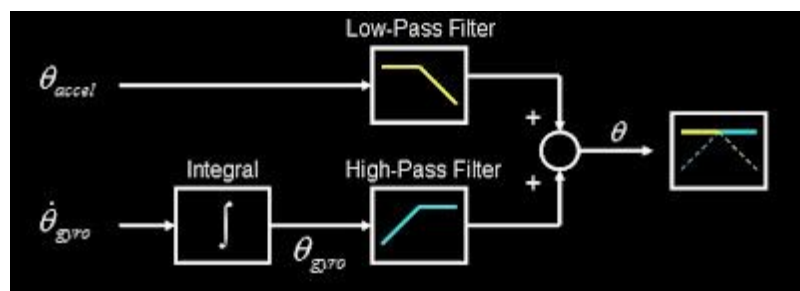 Low-Pass Filter
θaccel
+
θ
Integral
High-Pass Filter
+
θ̇gyro
∫
θgyro